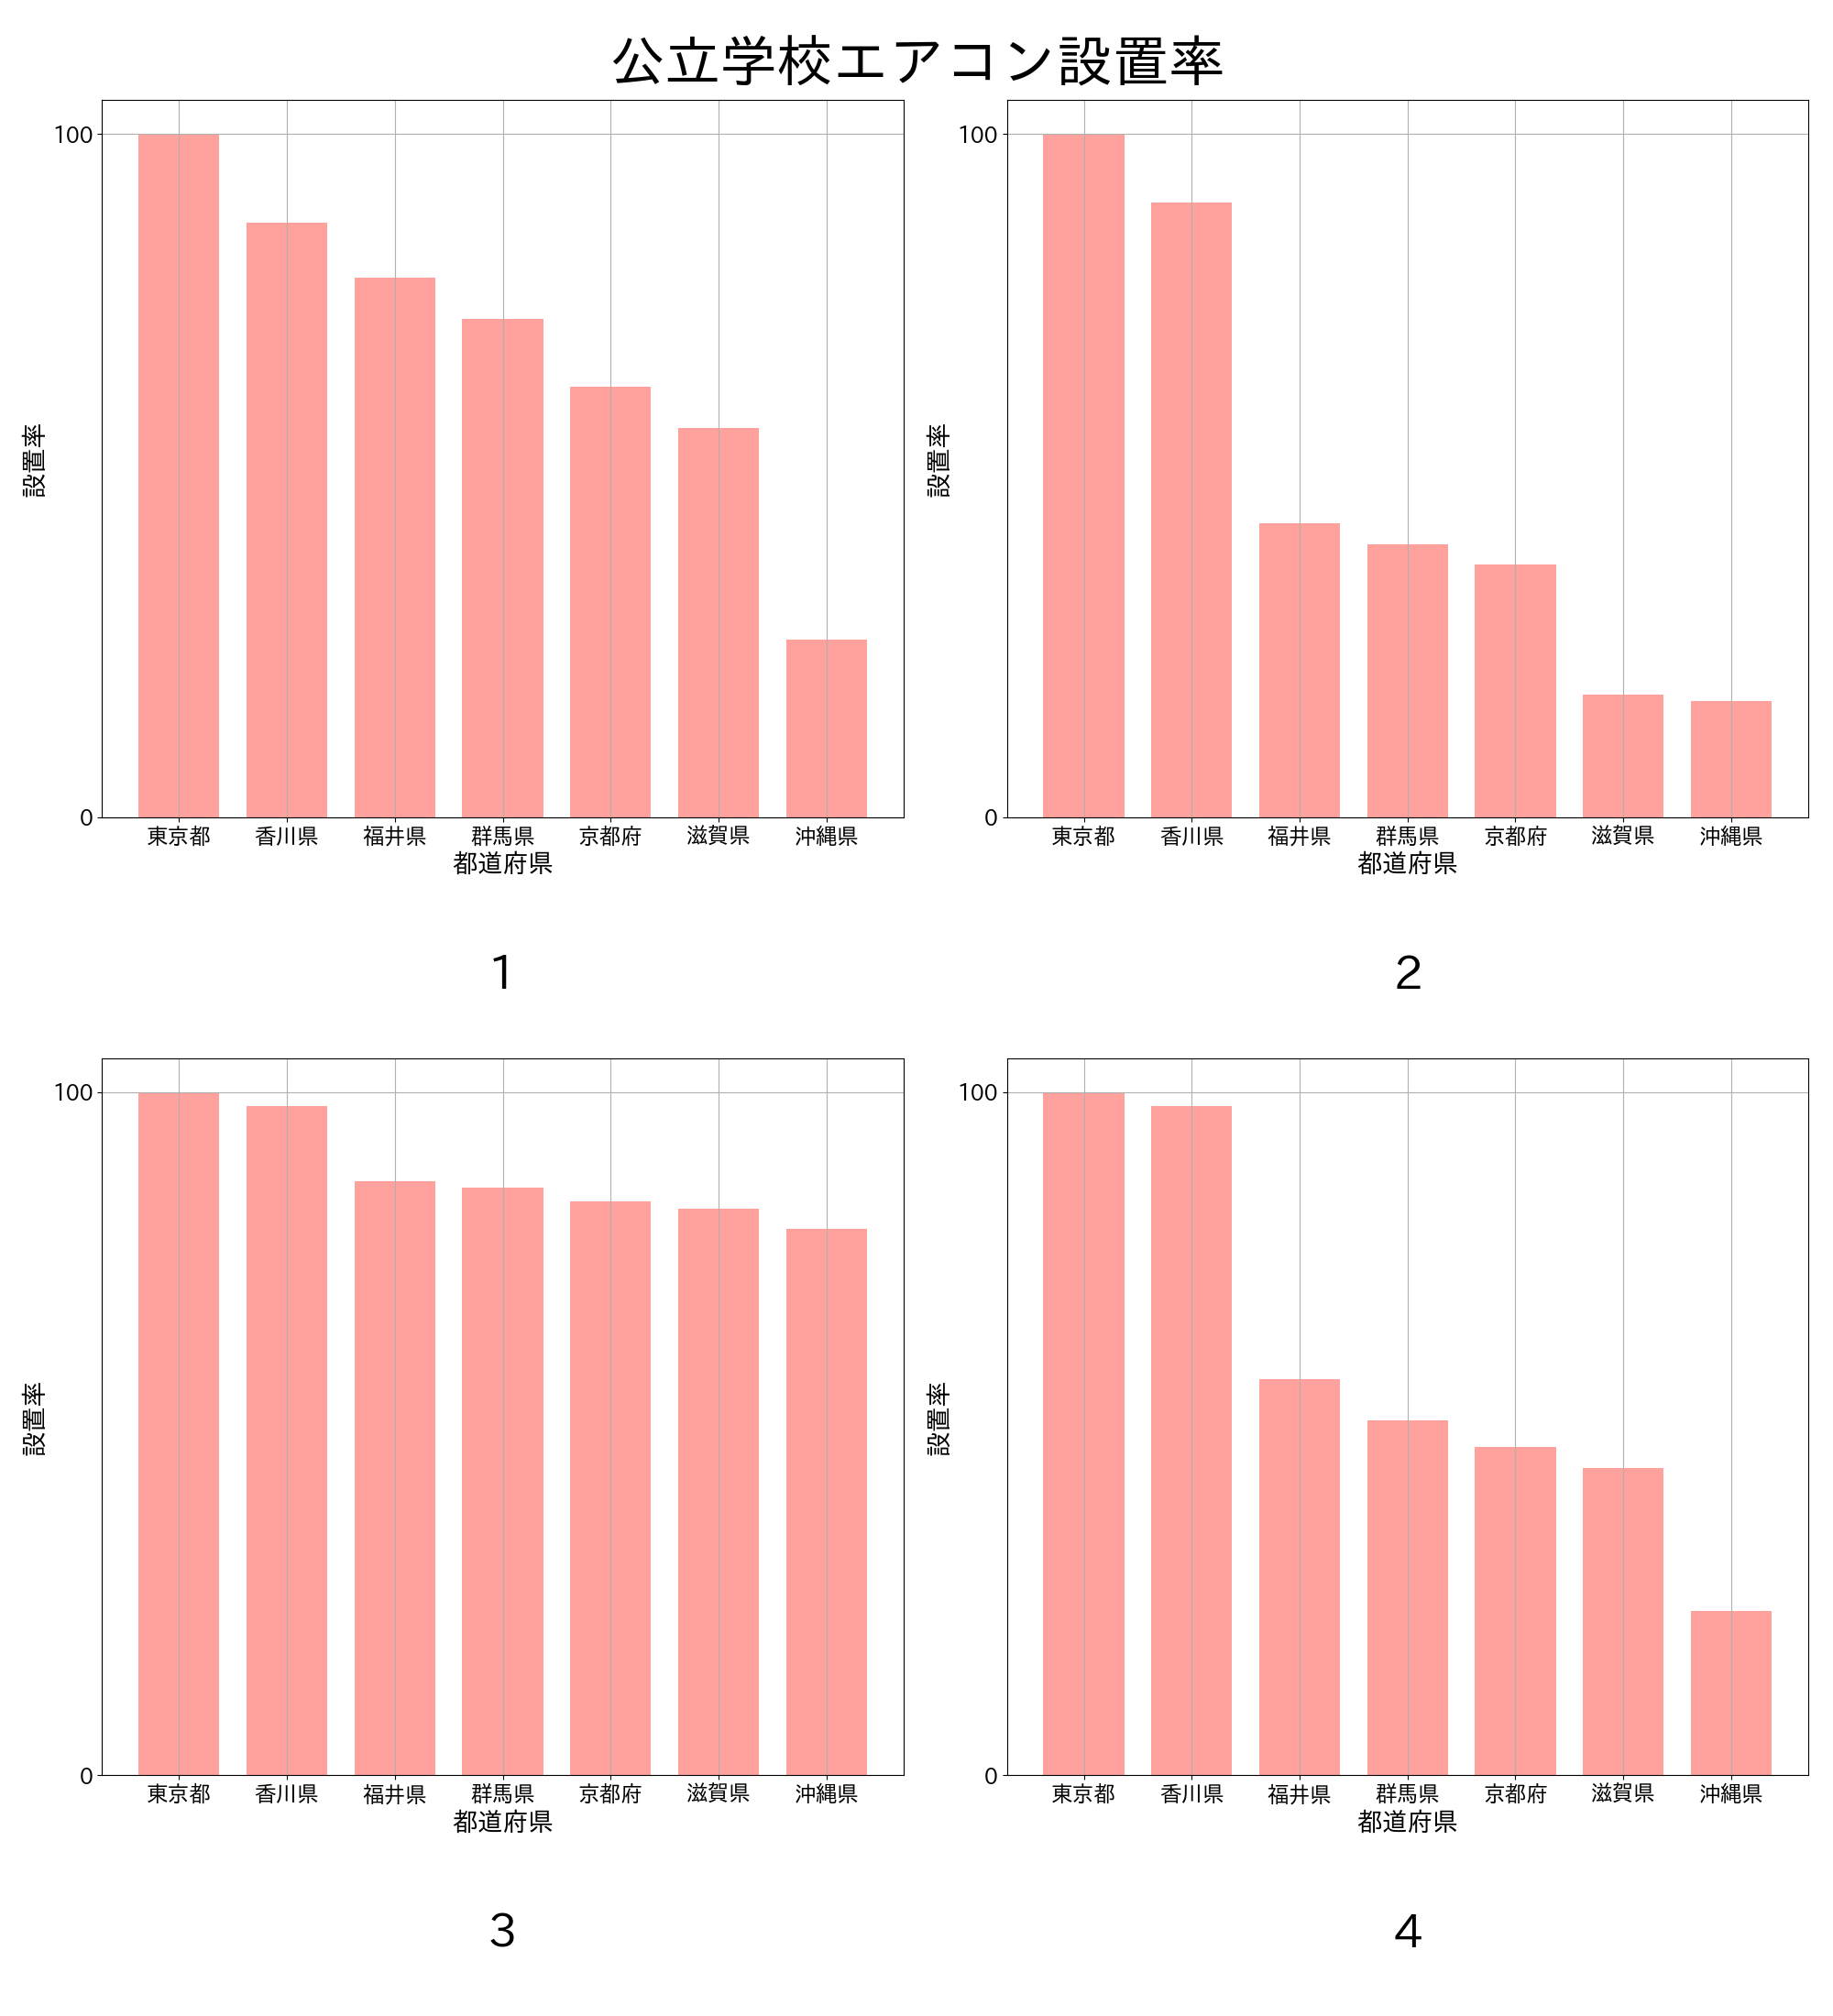 公立学校エアコン設置率
100
0
設置率
東京都 香川県 福井県 群馬県 京都府 滋賀県 沖縄県
都道府県
1
100
0
設置率
東京都 香川県 福井県 群馬県 京都府 滋賀県 沖縄県
都道府県
2
100
0
設置率
東京都 香川県 福井県 群馬県 京都府 滋賀県 沖縄県
都道府県
3
100
0
設置率
東京都 香川県 福井県 群馬県 京都府 滋賀県 沖縄県
都道府県
4